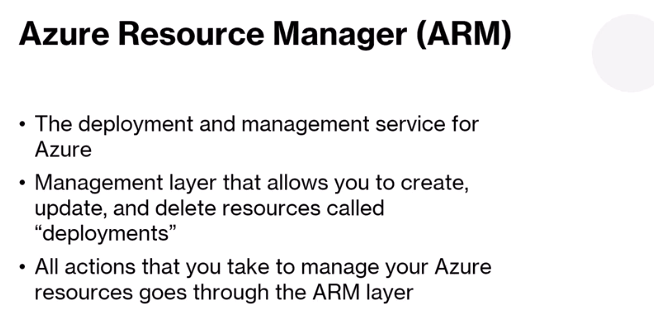 Azure Resource Manager (ARM)
• The deployment and management service for
Azure
• Management layer that allows you to create,
update, and delete resources called
“deployments”
• All actions that you take to manage your Azure
resources goes through the ARM layer